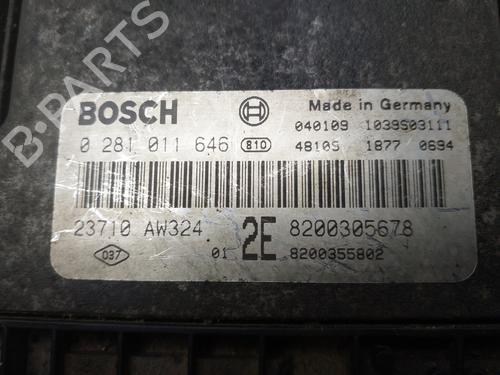 B-PARTS
BOSCH
Made in Germany
040109 1039S03111
0 281 011 646 810
48105 1877 0694
23710 AW324
2E 8200305678
037
01
8200355802